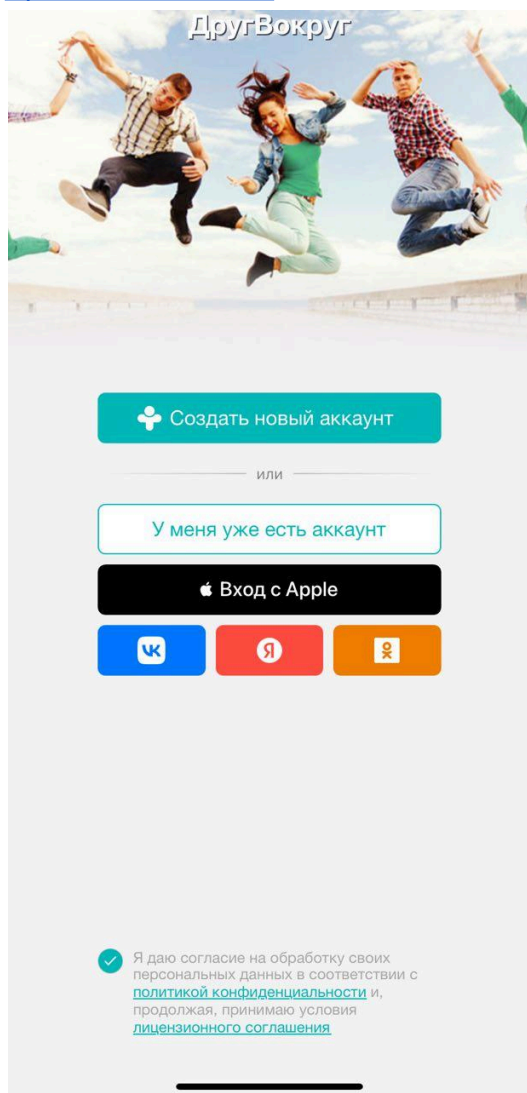 ДругВокруг
Создать новый аккаунт
или
У меня уже есть аккаунт
Вход с Apple
Я
Я даю согласие на обработку своих
персональных данных в соответствии с
политикой конфиденциальности и,
продолжая, принимаю условия
лицензионного соглашения